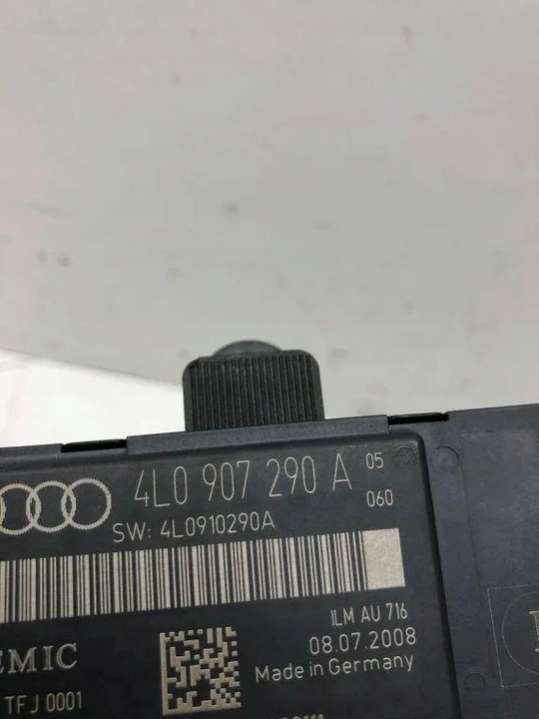 4L0 907 290 A 05
060
SW: 4L0910290A
ILM AU 716
08.07.2008
EMIC
Made in Germany
TFJ 0001